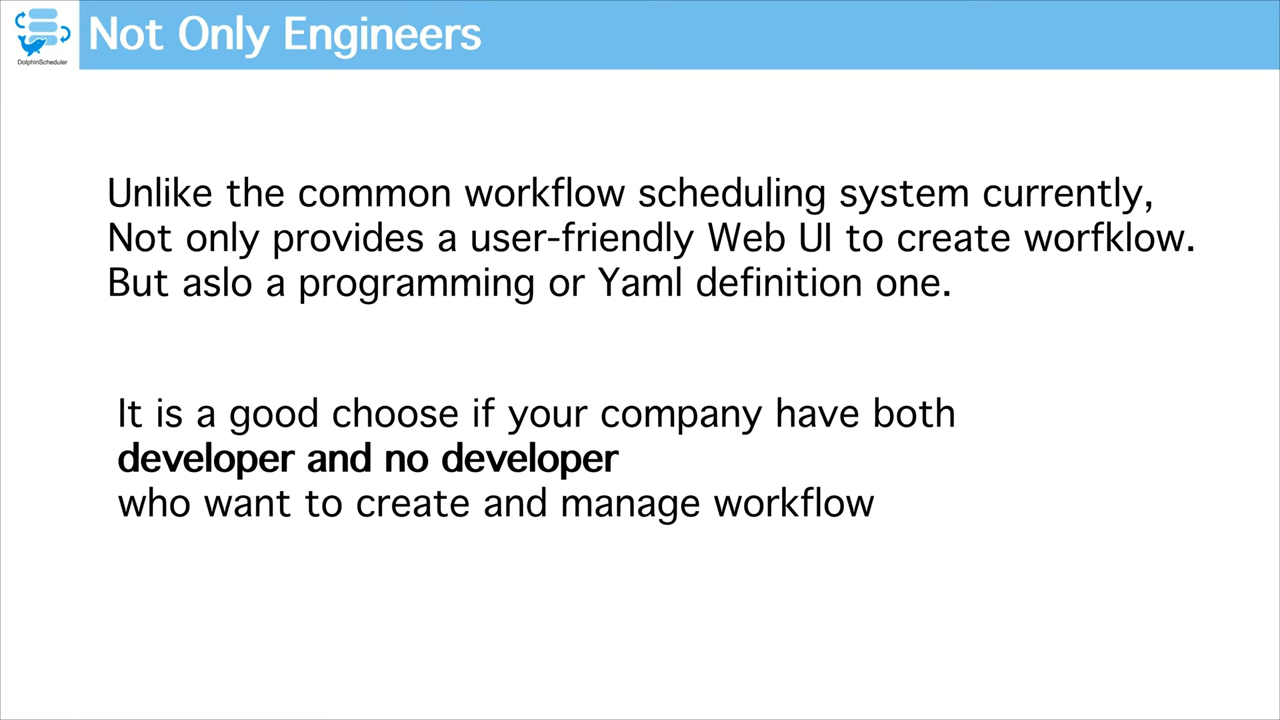 DolphinScheduler
Not Only Engineers
Unlike the common workflow scheduling system currently,
Not only provides a user-friendly Web UI to create worfklow.
But aslo a programming or Yaml definition one.
It is a good choose if your company have both
developer and no developer
who want to create and manage workflow